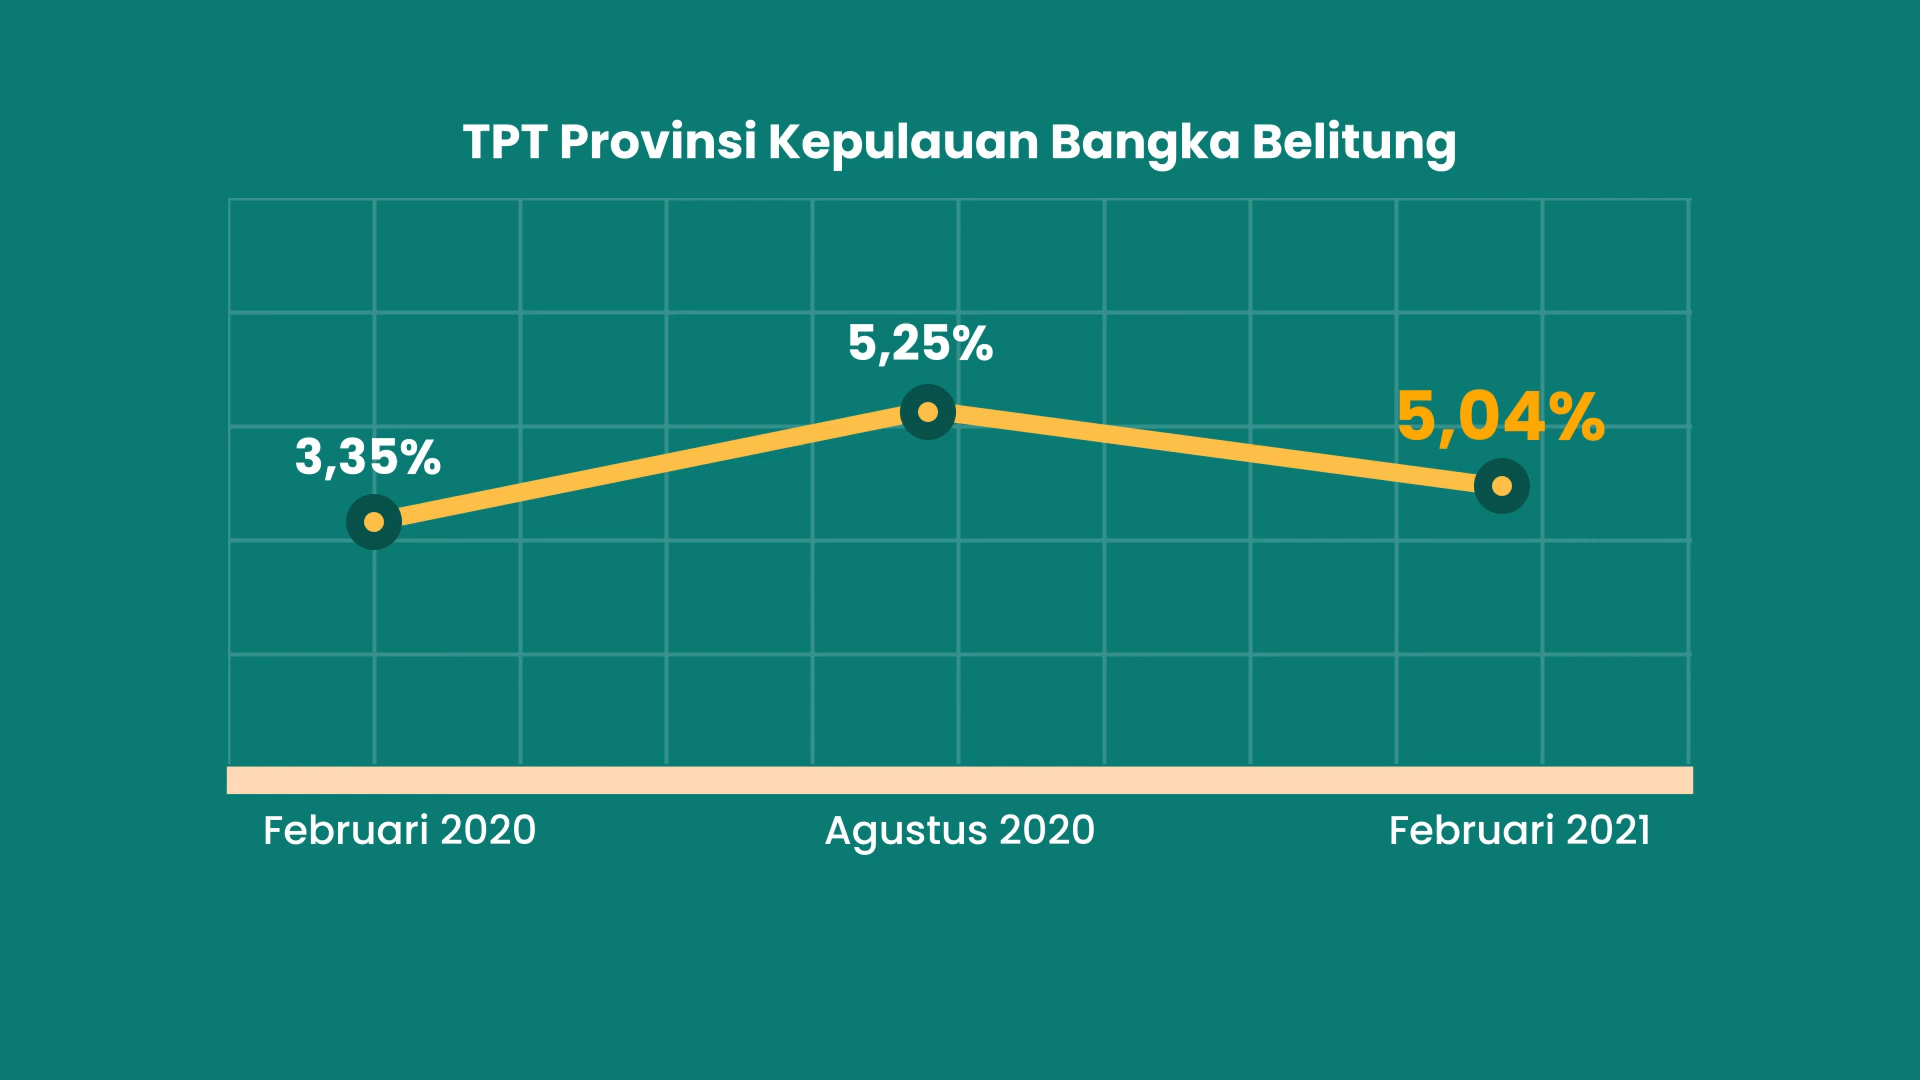 TPT Provinsi Kepulauan Bangka Belitung
3,35%
5,25%
5,04%
Februari 2020
Agustus 2020
Februari 2021